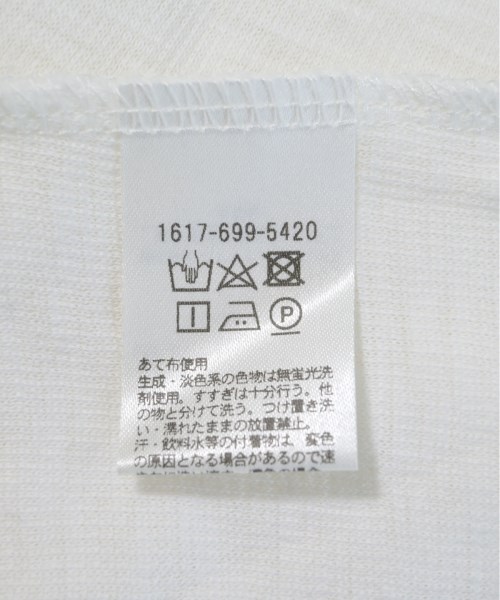 1617-699-5420
P
あて布使用
生成・淡色系の色物は無蛍光洗
剤使用。すすぎは十分行う。他
の物と分けて洗う。つけ置き洗
い・濡れたままの放置禁止。
汗・飲料水等の付着物は、変色
の原因となる場合があるので速